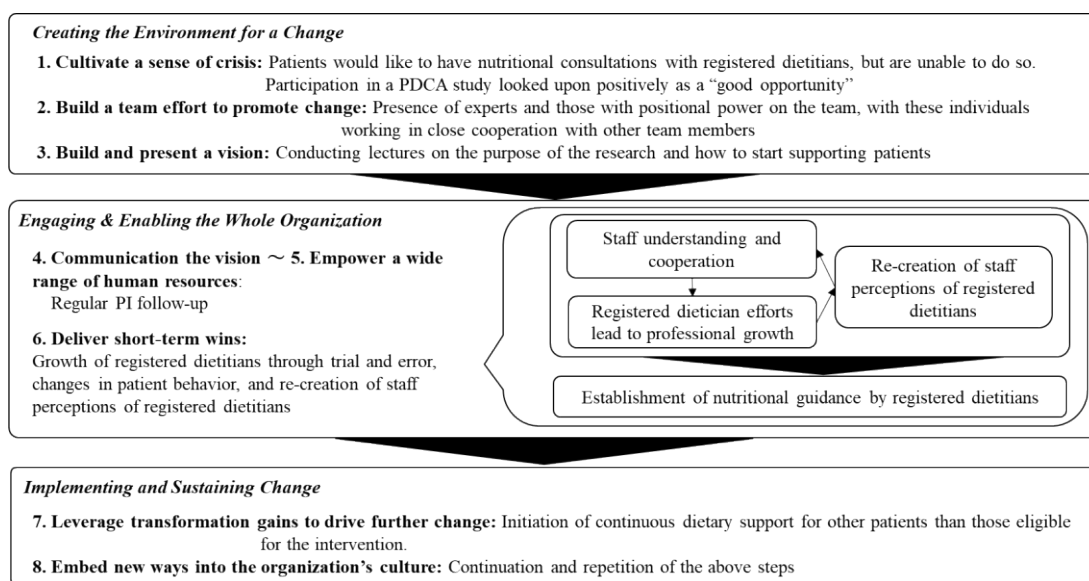 Creating the Environment for a Change
1. Cultivate a sense of crisis: Patients would like to have nutritional consultations with registered dietitians, but are unable to do so.
Participation in a PDCA study looked upon positively as a “good opportunity”
2. Build a team effort to promote change: Presence of experts and those with positional power on the team, with these individuals
working in close cooperation with other team members
3. Build and present a vision: Conducting lectures on the purpose of the research and how to start supporting patients
Engaging & Enabling the Whole Organization
4. Communication the vision ～ 5. Empower a wide
range of human resources:
Regular PI follow-up
6. Deliver short-term wins:
Growth of registered dietitians through trial and error,
changes in patient behavior, and re-creation of staff
perceptions of registered dietitians
Staff understanding and
cooperation
Registered dietician efforts
lead to professional growth
Re-creation of staff
perceptions of registered
dietitians
Establishment of nutritional guidance by registered dietitians
Implementing and Sustaining Change
7. Leverage transformation gains to drive further change: Initiation of continuous dietary support for other patients than those eligible
for the intervention.
8. Embed new ways into the organization’s culture: Continuation and repetition of the above steps